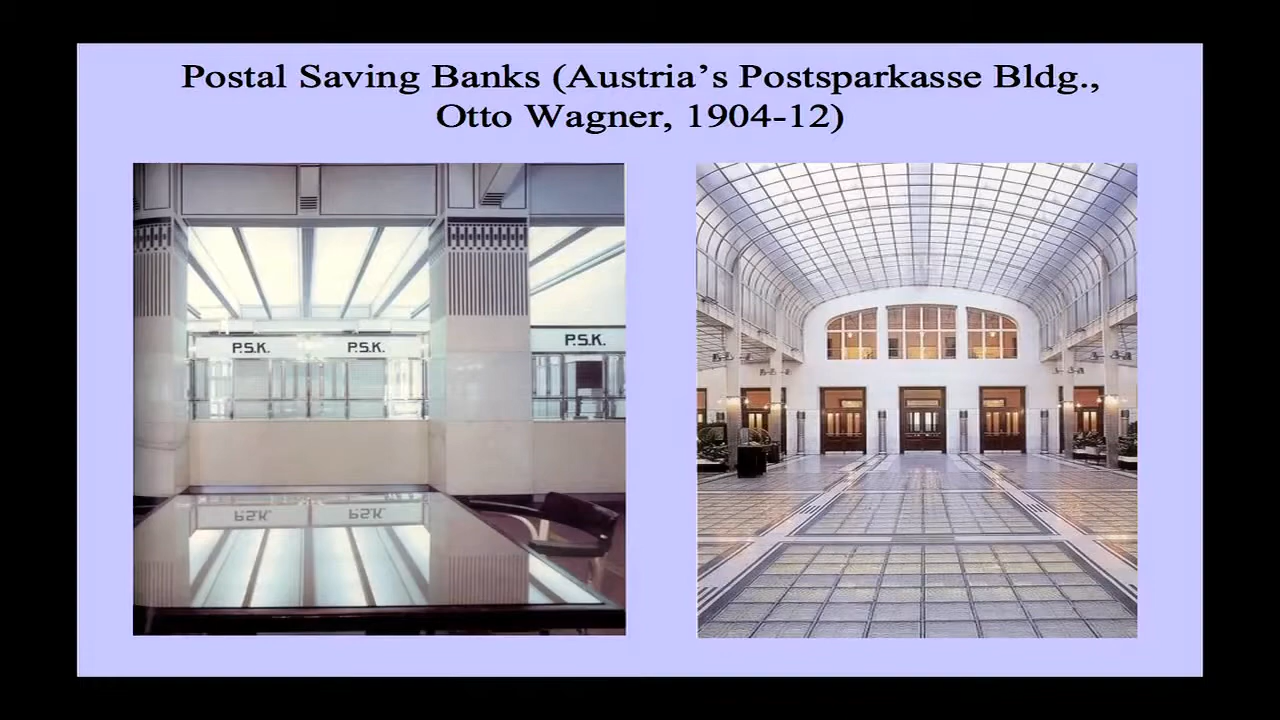 Postal Saving Banks (Austria’s Postsparkasse Bldg.,
Otto Wagner, 1904-12)
P.S.K.
P.S.K.
P.S.K.
P.S.K.
P.S.K.